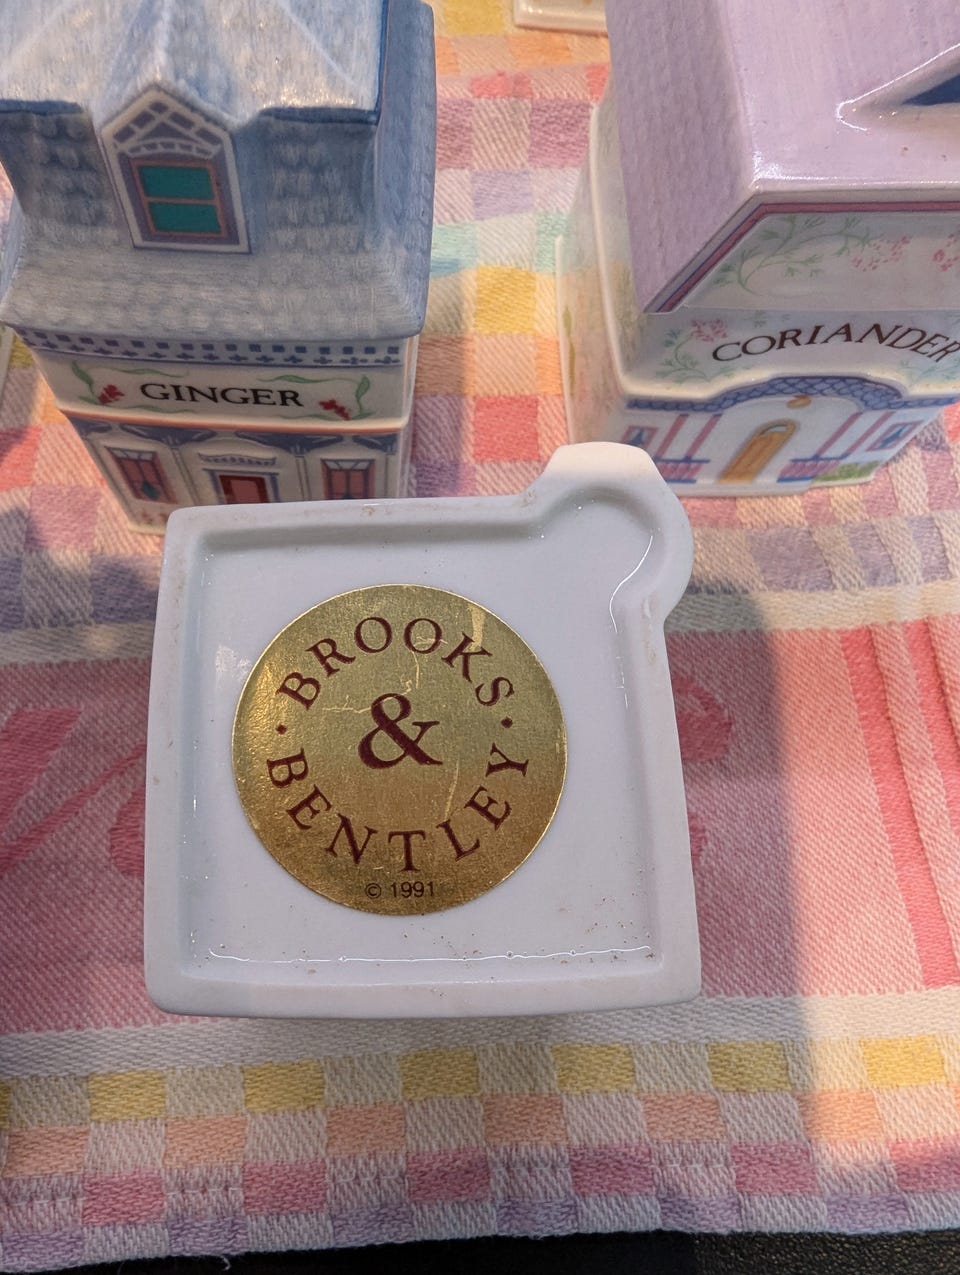 GINGER
CORIANDER
BROOKS
&
BENTLEY
© 1991